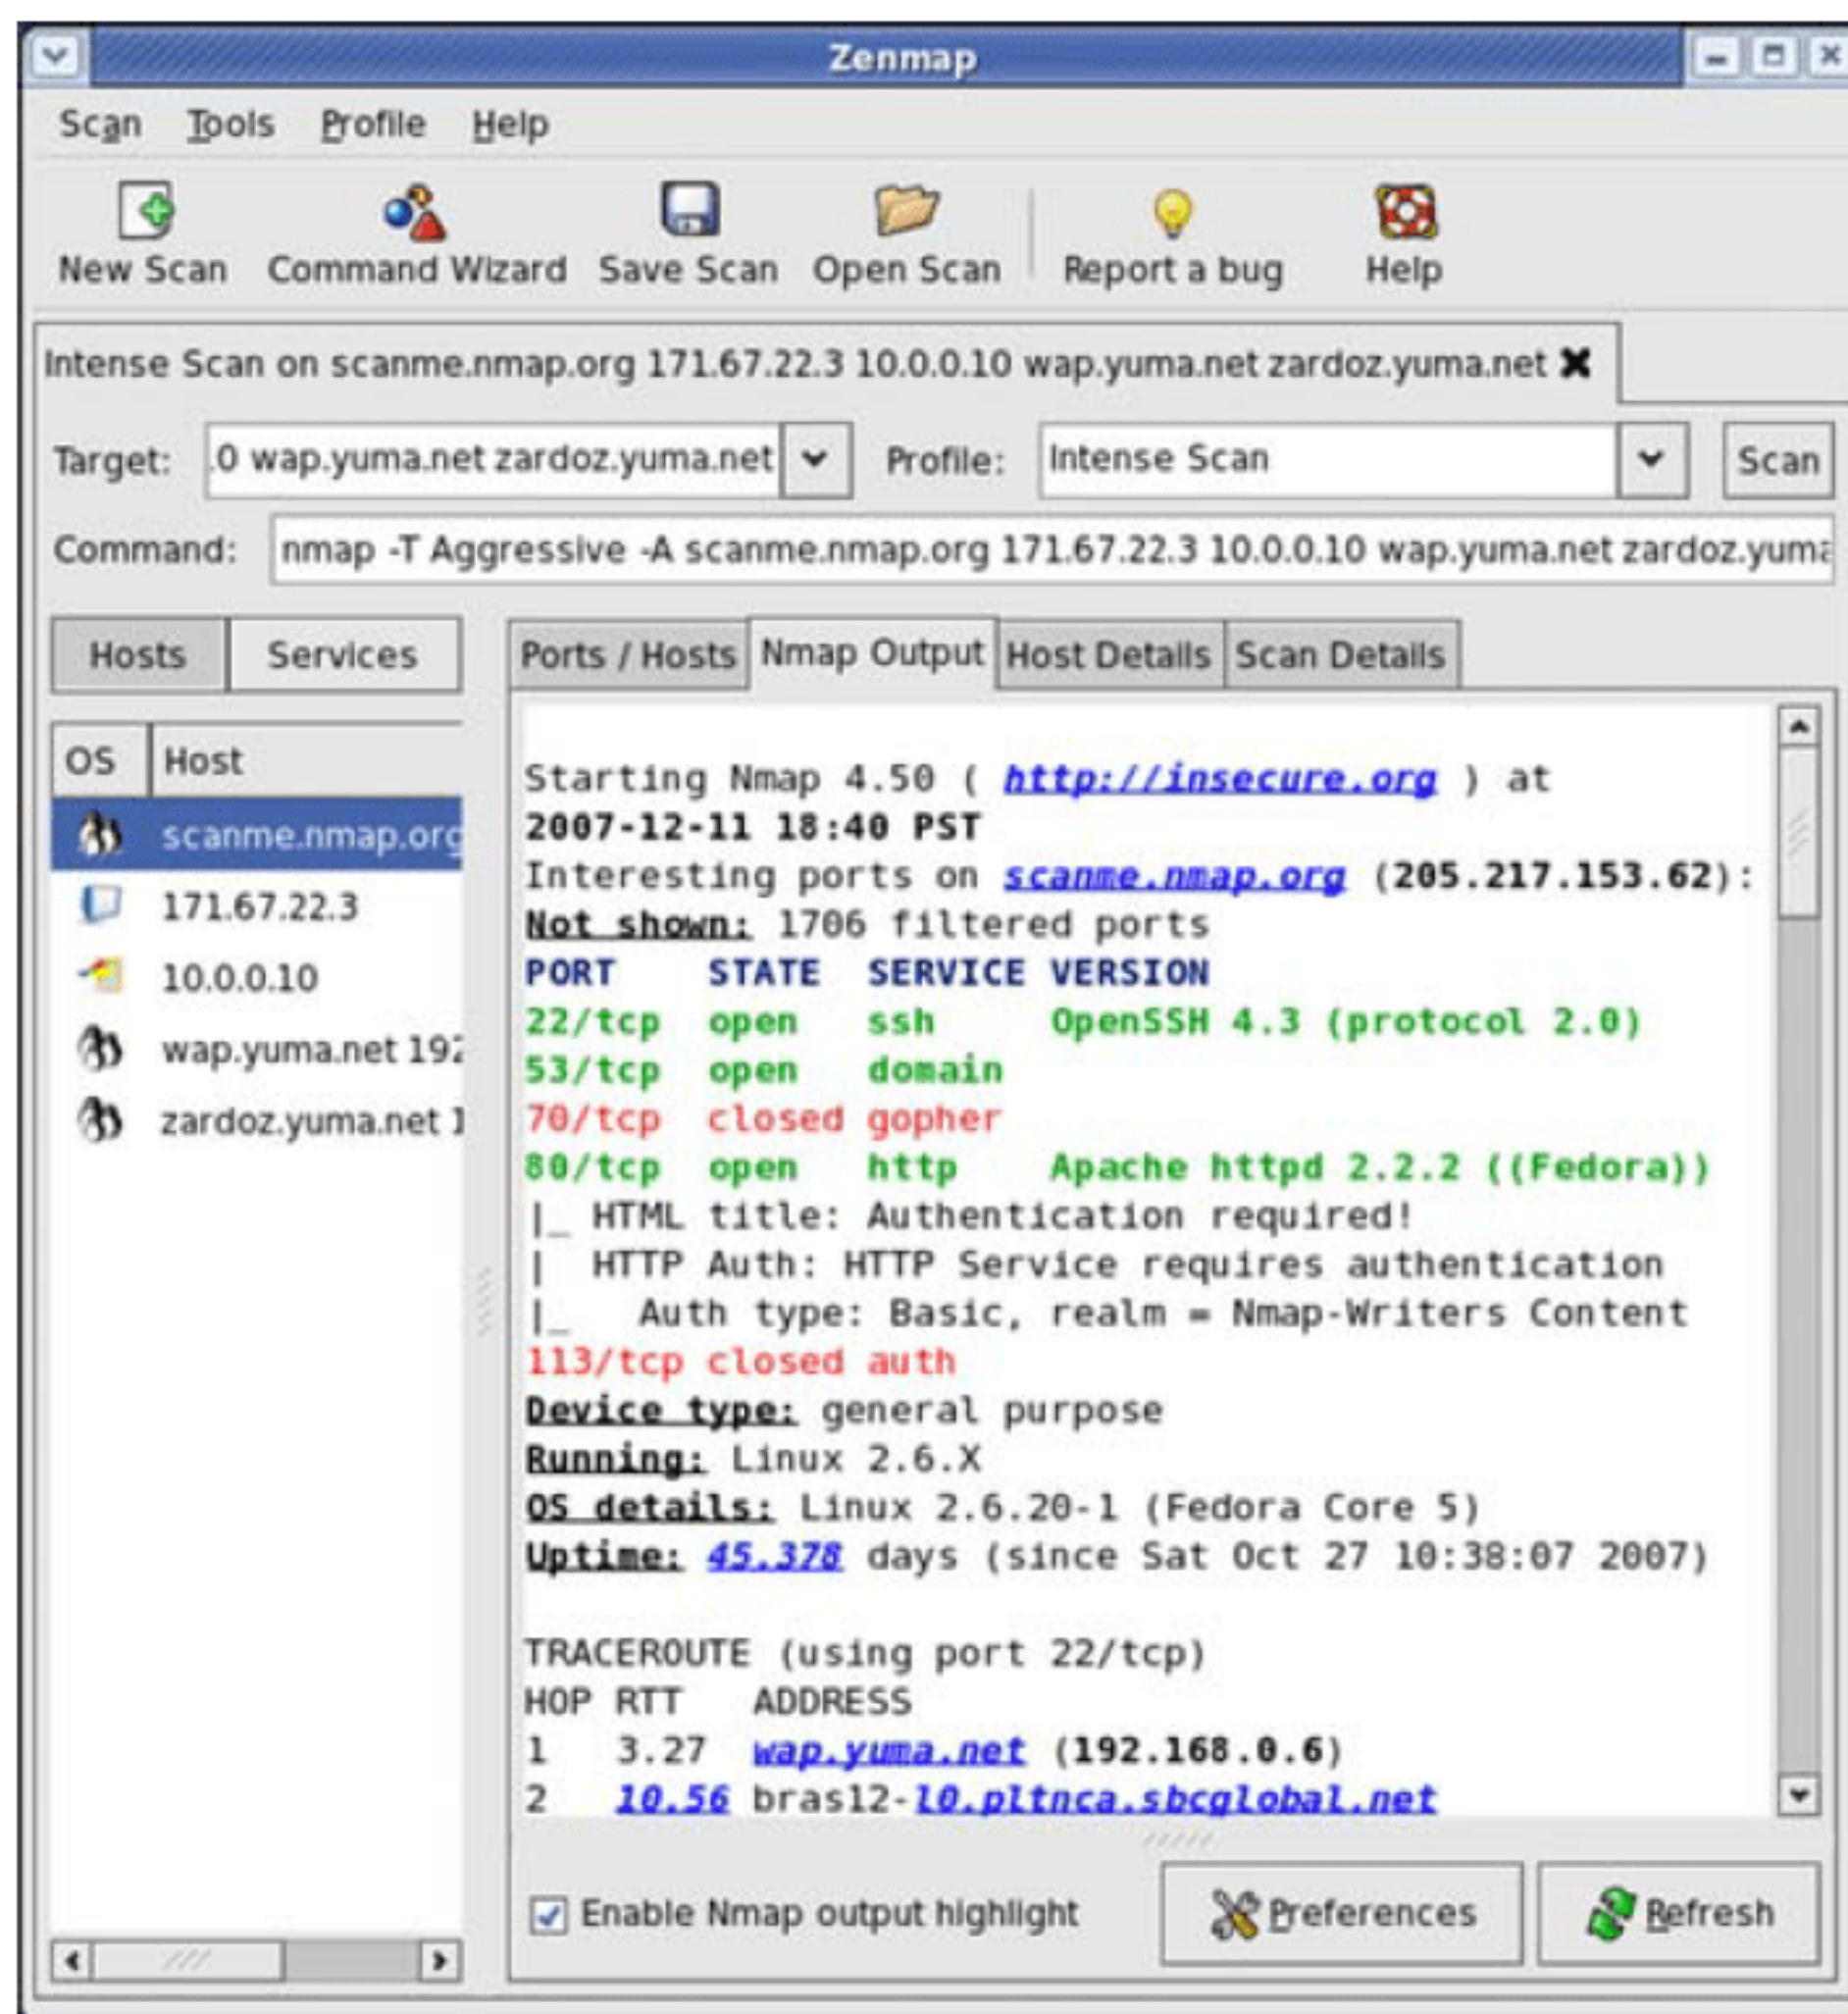 Zenmap
Scan Tools Profile Help
New Scan Command Wizard Save Scan Open Scan Report a bug Help
Intense Scan on scanme.nmap.org 171.67.22.3 10.0.0.10 wap.yuma.net zardoz.yuma.net
Target: .0 wap.yuma.net zardoz.yuma.net Profile: Intense Scan Scan
Command: nmap -T Aggressive -A scanme.nmap.org 171.67.22.3 10.0.0.10 wap.yuma.net zardoz.yuma
Hosts Services
OS Host
scanme.nmap.org
171.67.22.3
10.0.0.10
wap.yuma.net 192
zardoz.yuma.net 1
Ports / Hosts Nmap Output Host Details Scan Details
Starting Nmap 4.50 ( http://insecure.org ) at
2007-12-11 18:40 PST
Interesting ports on scanme.nmap.org (205.217.153.62):
Not shown: 1706 filtered ports
PORT STATE SERVICE VERSION
22/tcp open ssh OpenSSH 4.3 (protocol 2.0)
53/tcp open domain
70/tcp closed gopher
80/tcp open http Apache httpd 2.2.2 ((Fedora))
|_ HTML title: Authentication required!
| HTTP Auth: HTTP Service requires authentication
|_ Auth type: Basic, realm = Nmap-Writers Content
113/tcp closed auth
Device type: general purpose
Running: Linux 2.6.X
OS details: Linux 2.6.20-1 (Fedora Core 5)
Uptime: 45.378 days (since Sat Oct 27 10:38:07 2007)
TRACEROUTE (using port 22/tcp)
HOP RTT ADDRESS
1 3.27 wap.yuma.net (192.168.0.6)
2 10.56 bras12-l0.pltnca.sbcglobal.net
Enable Nmap output highlight Preferences Refresh